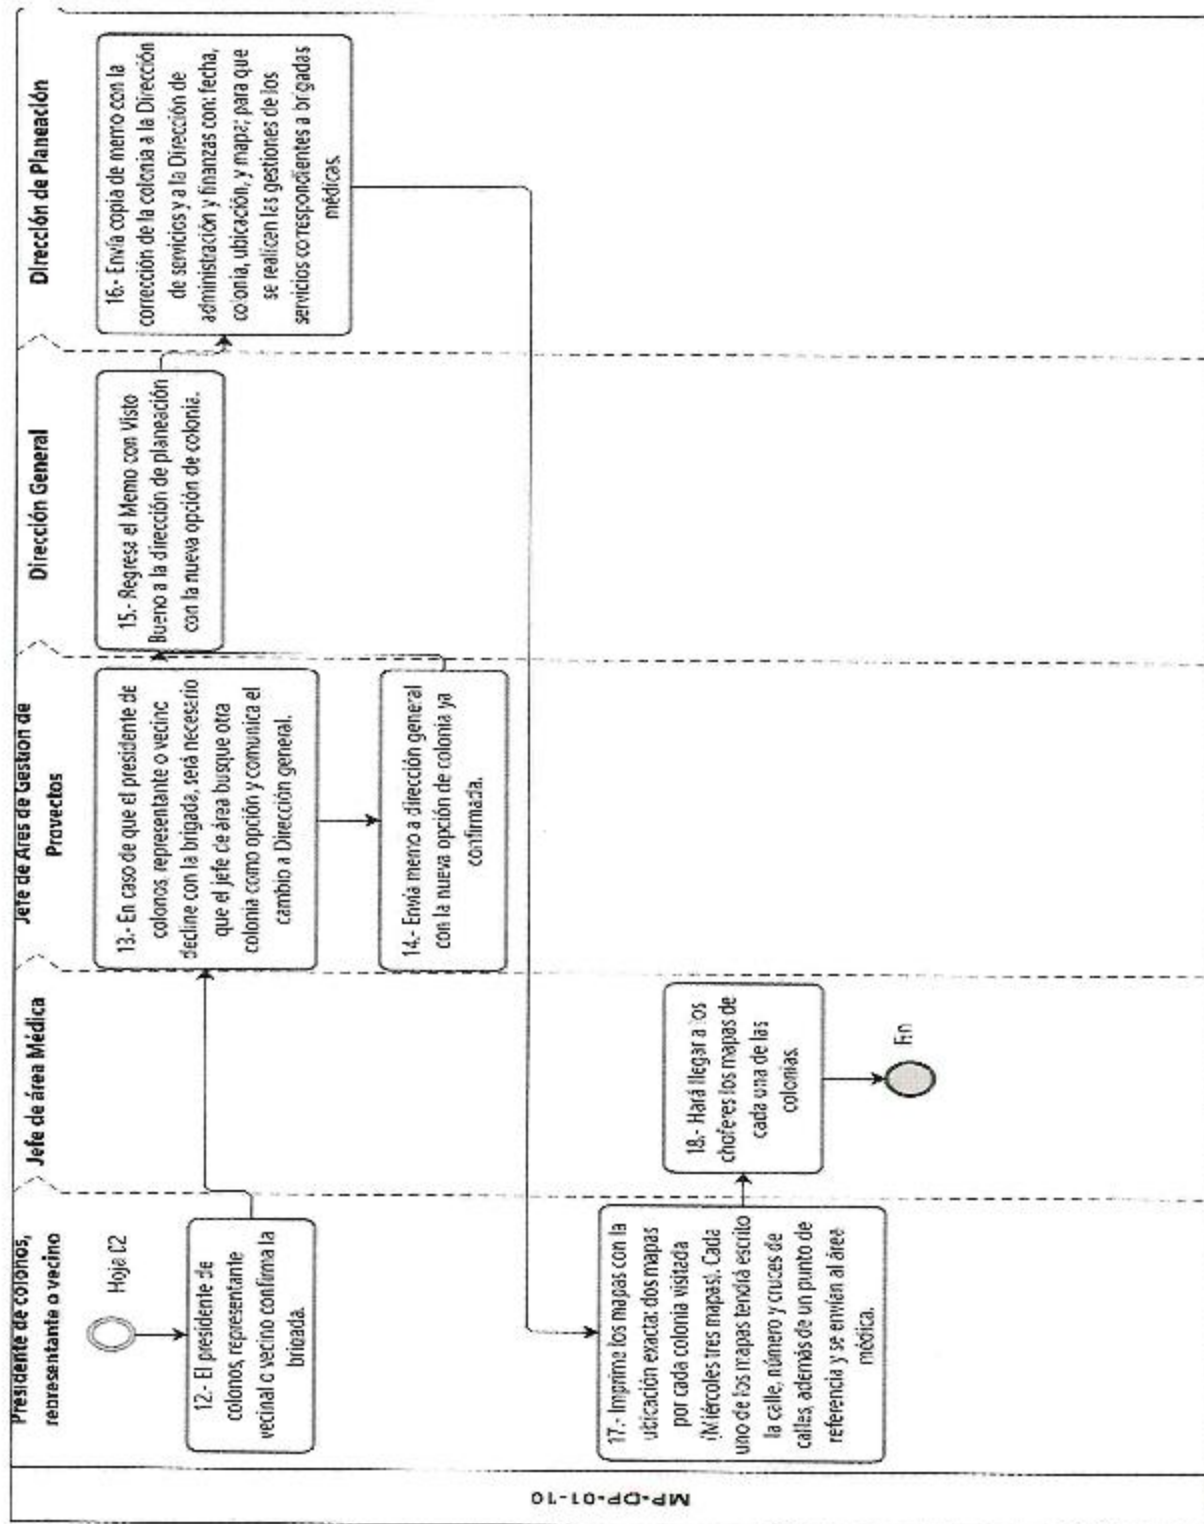 MP-DP-01-10
Presidente de colonos,
representante o vecino
Jefe de área Médica
Jefe de Ares de Gestion de
Provectos
Dirección General
Dirección de Planeación
Hoja C2
12.- El presidente de
colonos, representante
vecinal o vecino confirma la
brigada.
13.- En caso de que el presidente de
colonos, representante o vecinc
decline con la brigada, será necesario
que el jefe de área busque otra
colonia como opción y comunica el
cambio a Dirección general.
14.- Envía memo a dirección general
con la nueva opción de colonia ya
confirmada.
15.- Regresa el Memo con Visto
Bueno a la dirección de planeación
con la nueva opción de colonia.
16.- Envía copia de memo con la
corrección de la colonia a la Dirección
de servicios y a la Dirección de
administración y finanzas con: fecha,
colonia, ubicación, y mapa; para que
se realicen las gestiones de los
servicios correspondientes a brigadas
médicas.
17.- Imprime los mapas con la
ubicación exacta: dos mapas
por cada colonia visitada
(Miércoles tres mapas). Cada
uno de los mapas tendrá escrito
la calle, número y cruces de
calles, además de un punto de
referencia y se envían al área
médica.
18.- Hará llegar a los
choferes los mapas de
cada una de las
colonias.
Fin